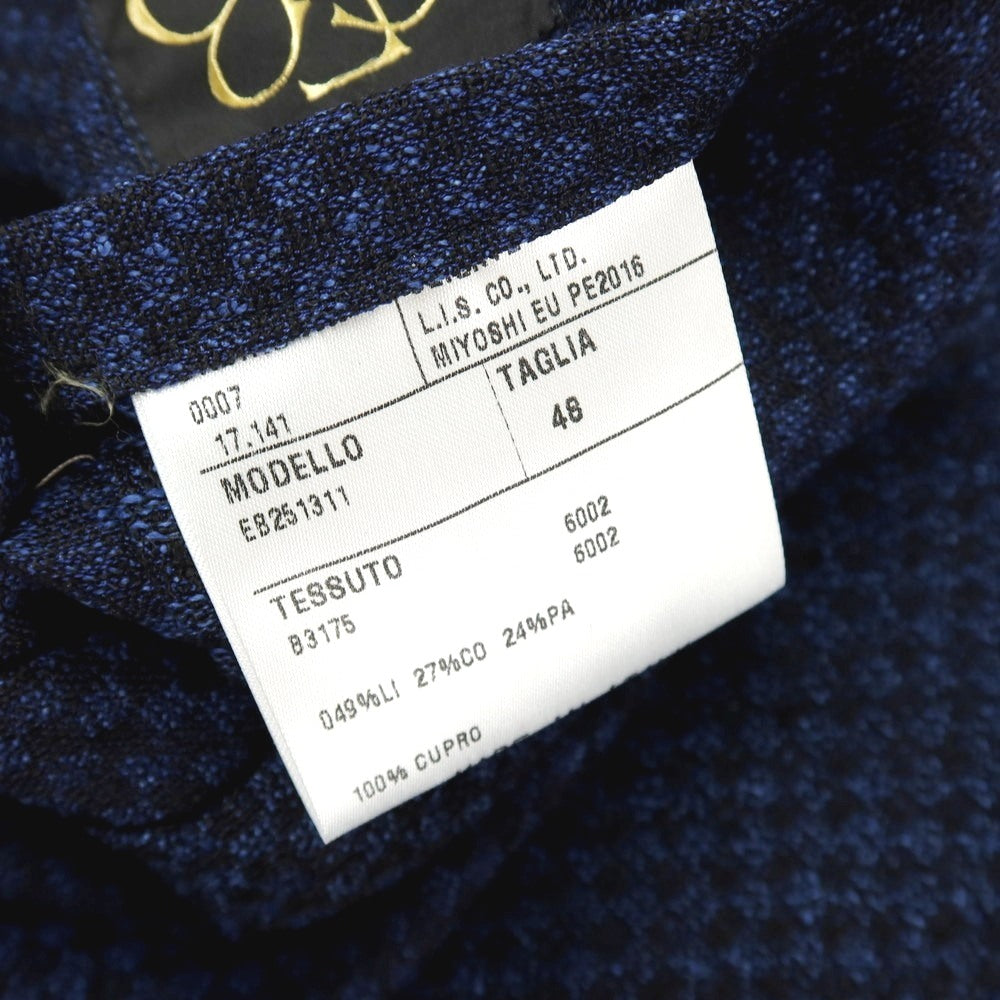 L.I.S. CO., LTD.
MIYOSHI EU PE2016
0007
17.141
MODELLO
EB251311
TAGLIA
48
TESSUTO
B3175
6002
6002
049%LI 27%CO 24%PA
100% CUPRO